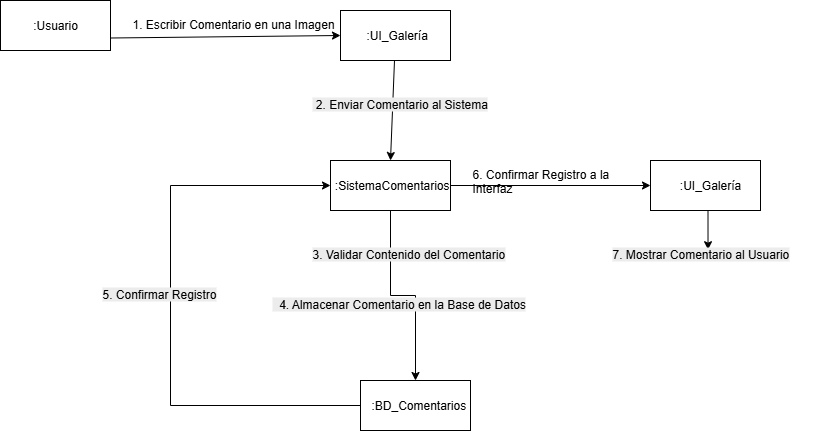 :Usuario
1. Escribir Comentario en una Imagen
:UI_Galería
2. Enviar Comentario al Sistema
:SistemaComentarios
6. Confirmar Registro a la
Interfaz
:UI_Galería
3. Validar Contenido del Comentario
7. Mostrar Comentario al Usuario
5. Confirmar Registro
4. Almacenar Comentario en la Base de Datos
:BD_Comentarios